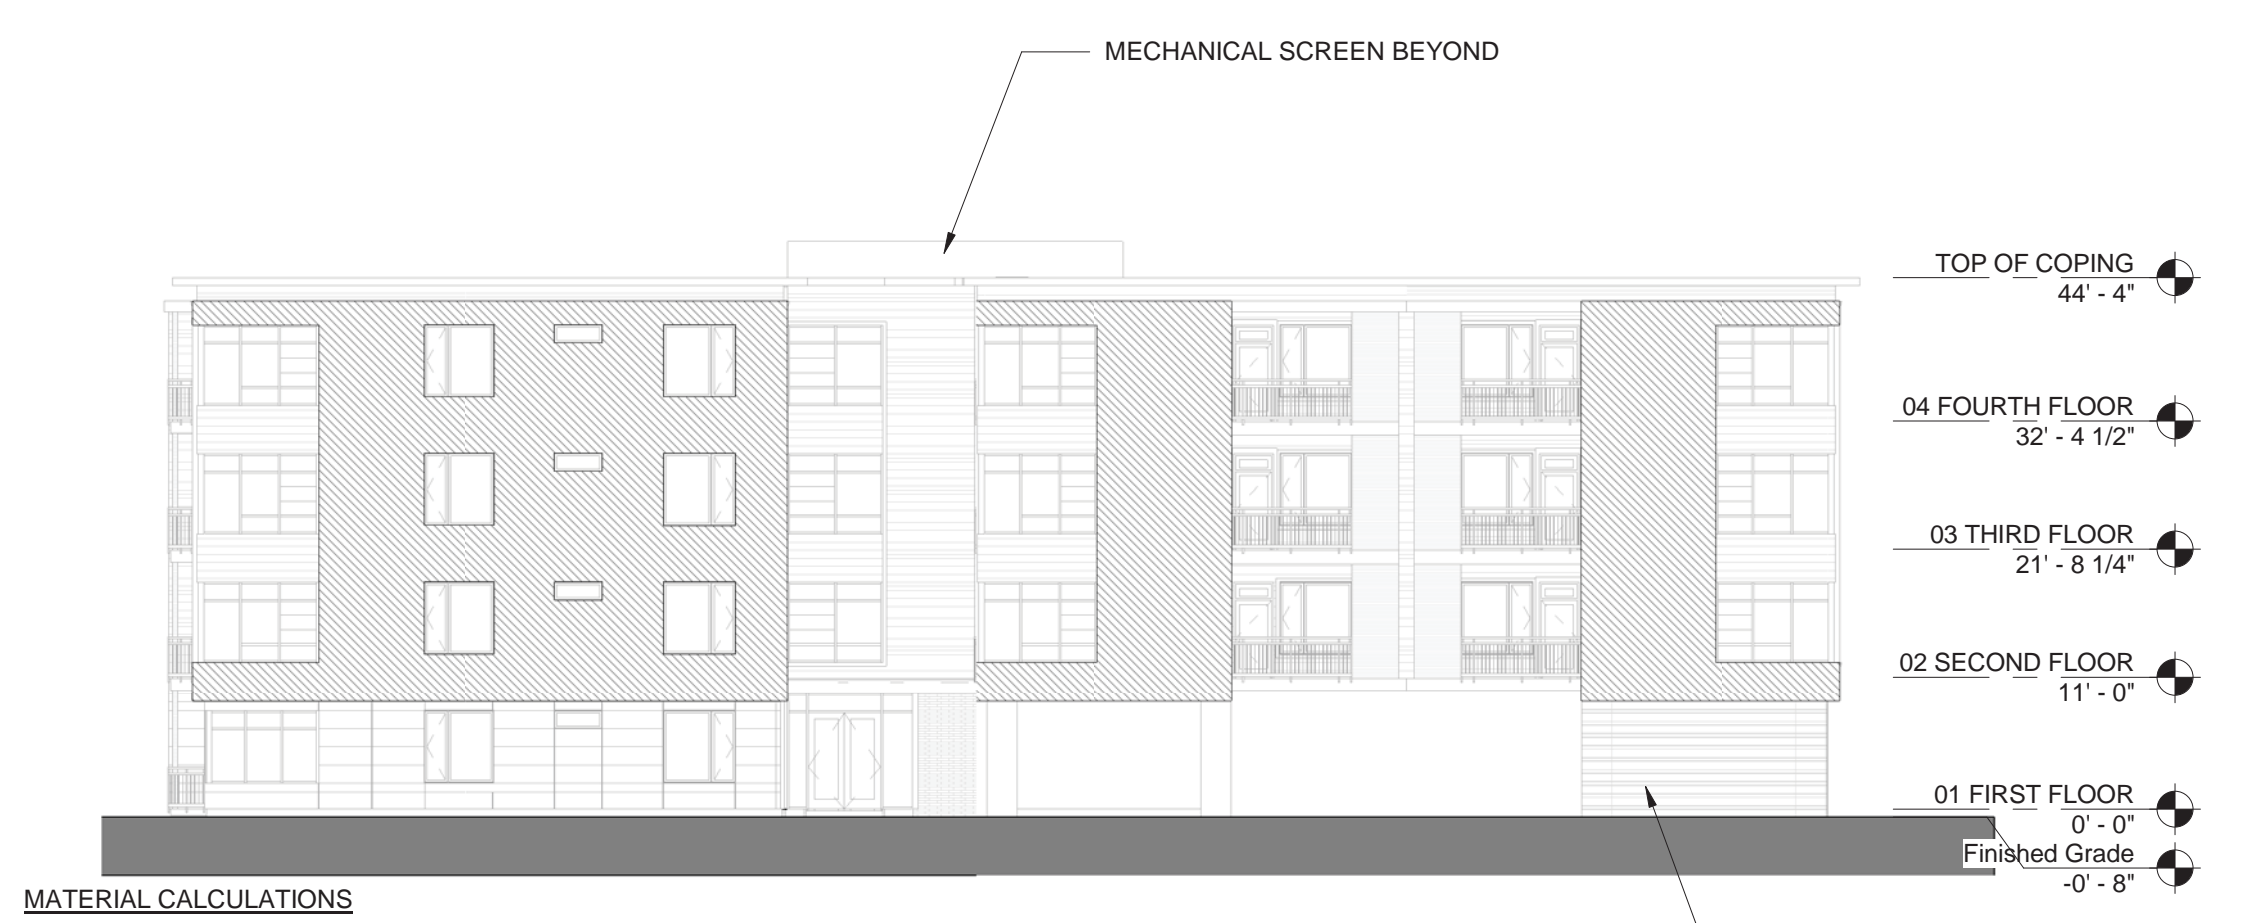 MECHANICAL SCREEN BEYOND
TOP OF COPING
44' - 4"
04 FOURTH FLOOR
32' - 4 1/2"
03 THIRD FLOOR
21' - 8 1/4"
02 SECOND FLOOR
11' - 0"
01 FIRST FLOOR
0' - 0"
Finished Grade
-0' - 8"
MATERIAL CALCULATIONS